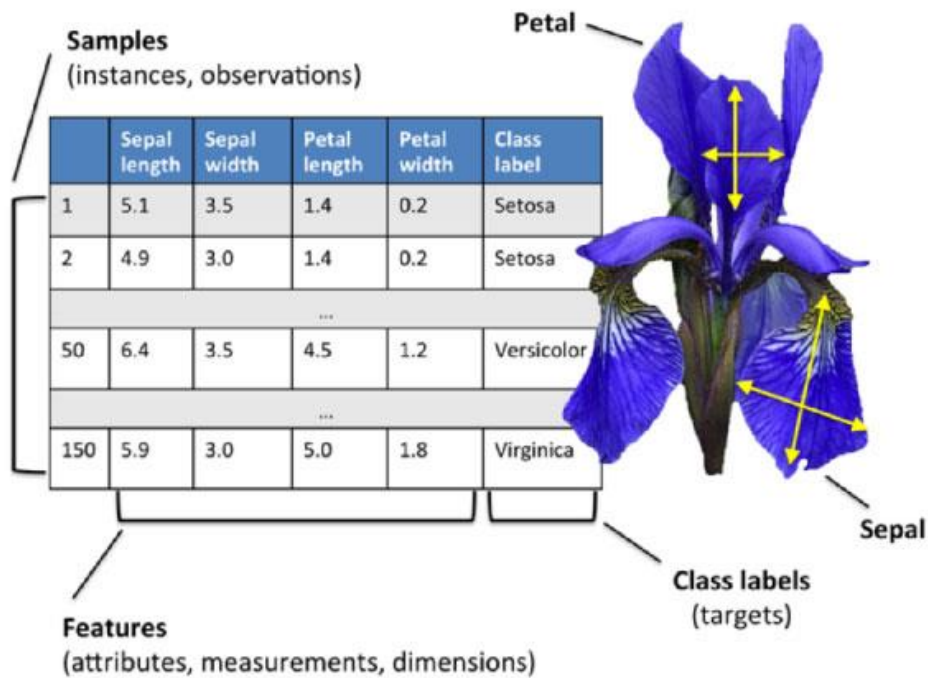 Samples
(instances, observations)
Petal
Sepal length Sepal width Petal length Petal width Class label
1 5.1 3.5 1.4 0.2 Setosa
2 4.9 3.0 1.4 0.2 Setosa
...
50 6.4 3.5 4.5 1.2 Versicolor
...
150 5.9 3.0 5.0 1.8 Virginica
Sepal
Class labels
(targets)
Features
(attributes, measurements, dimensions)